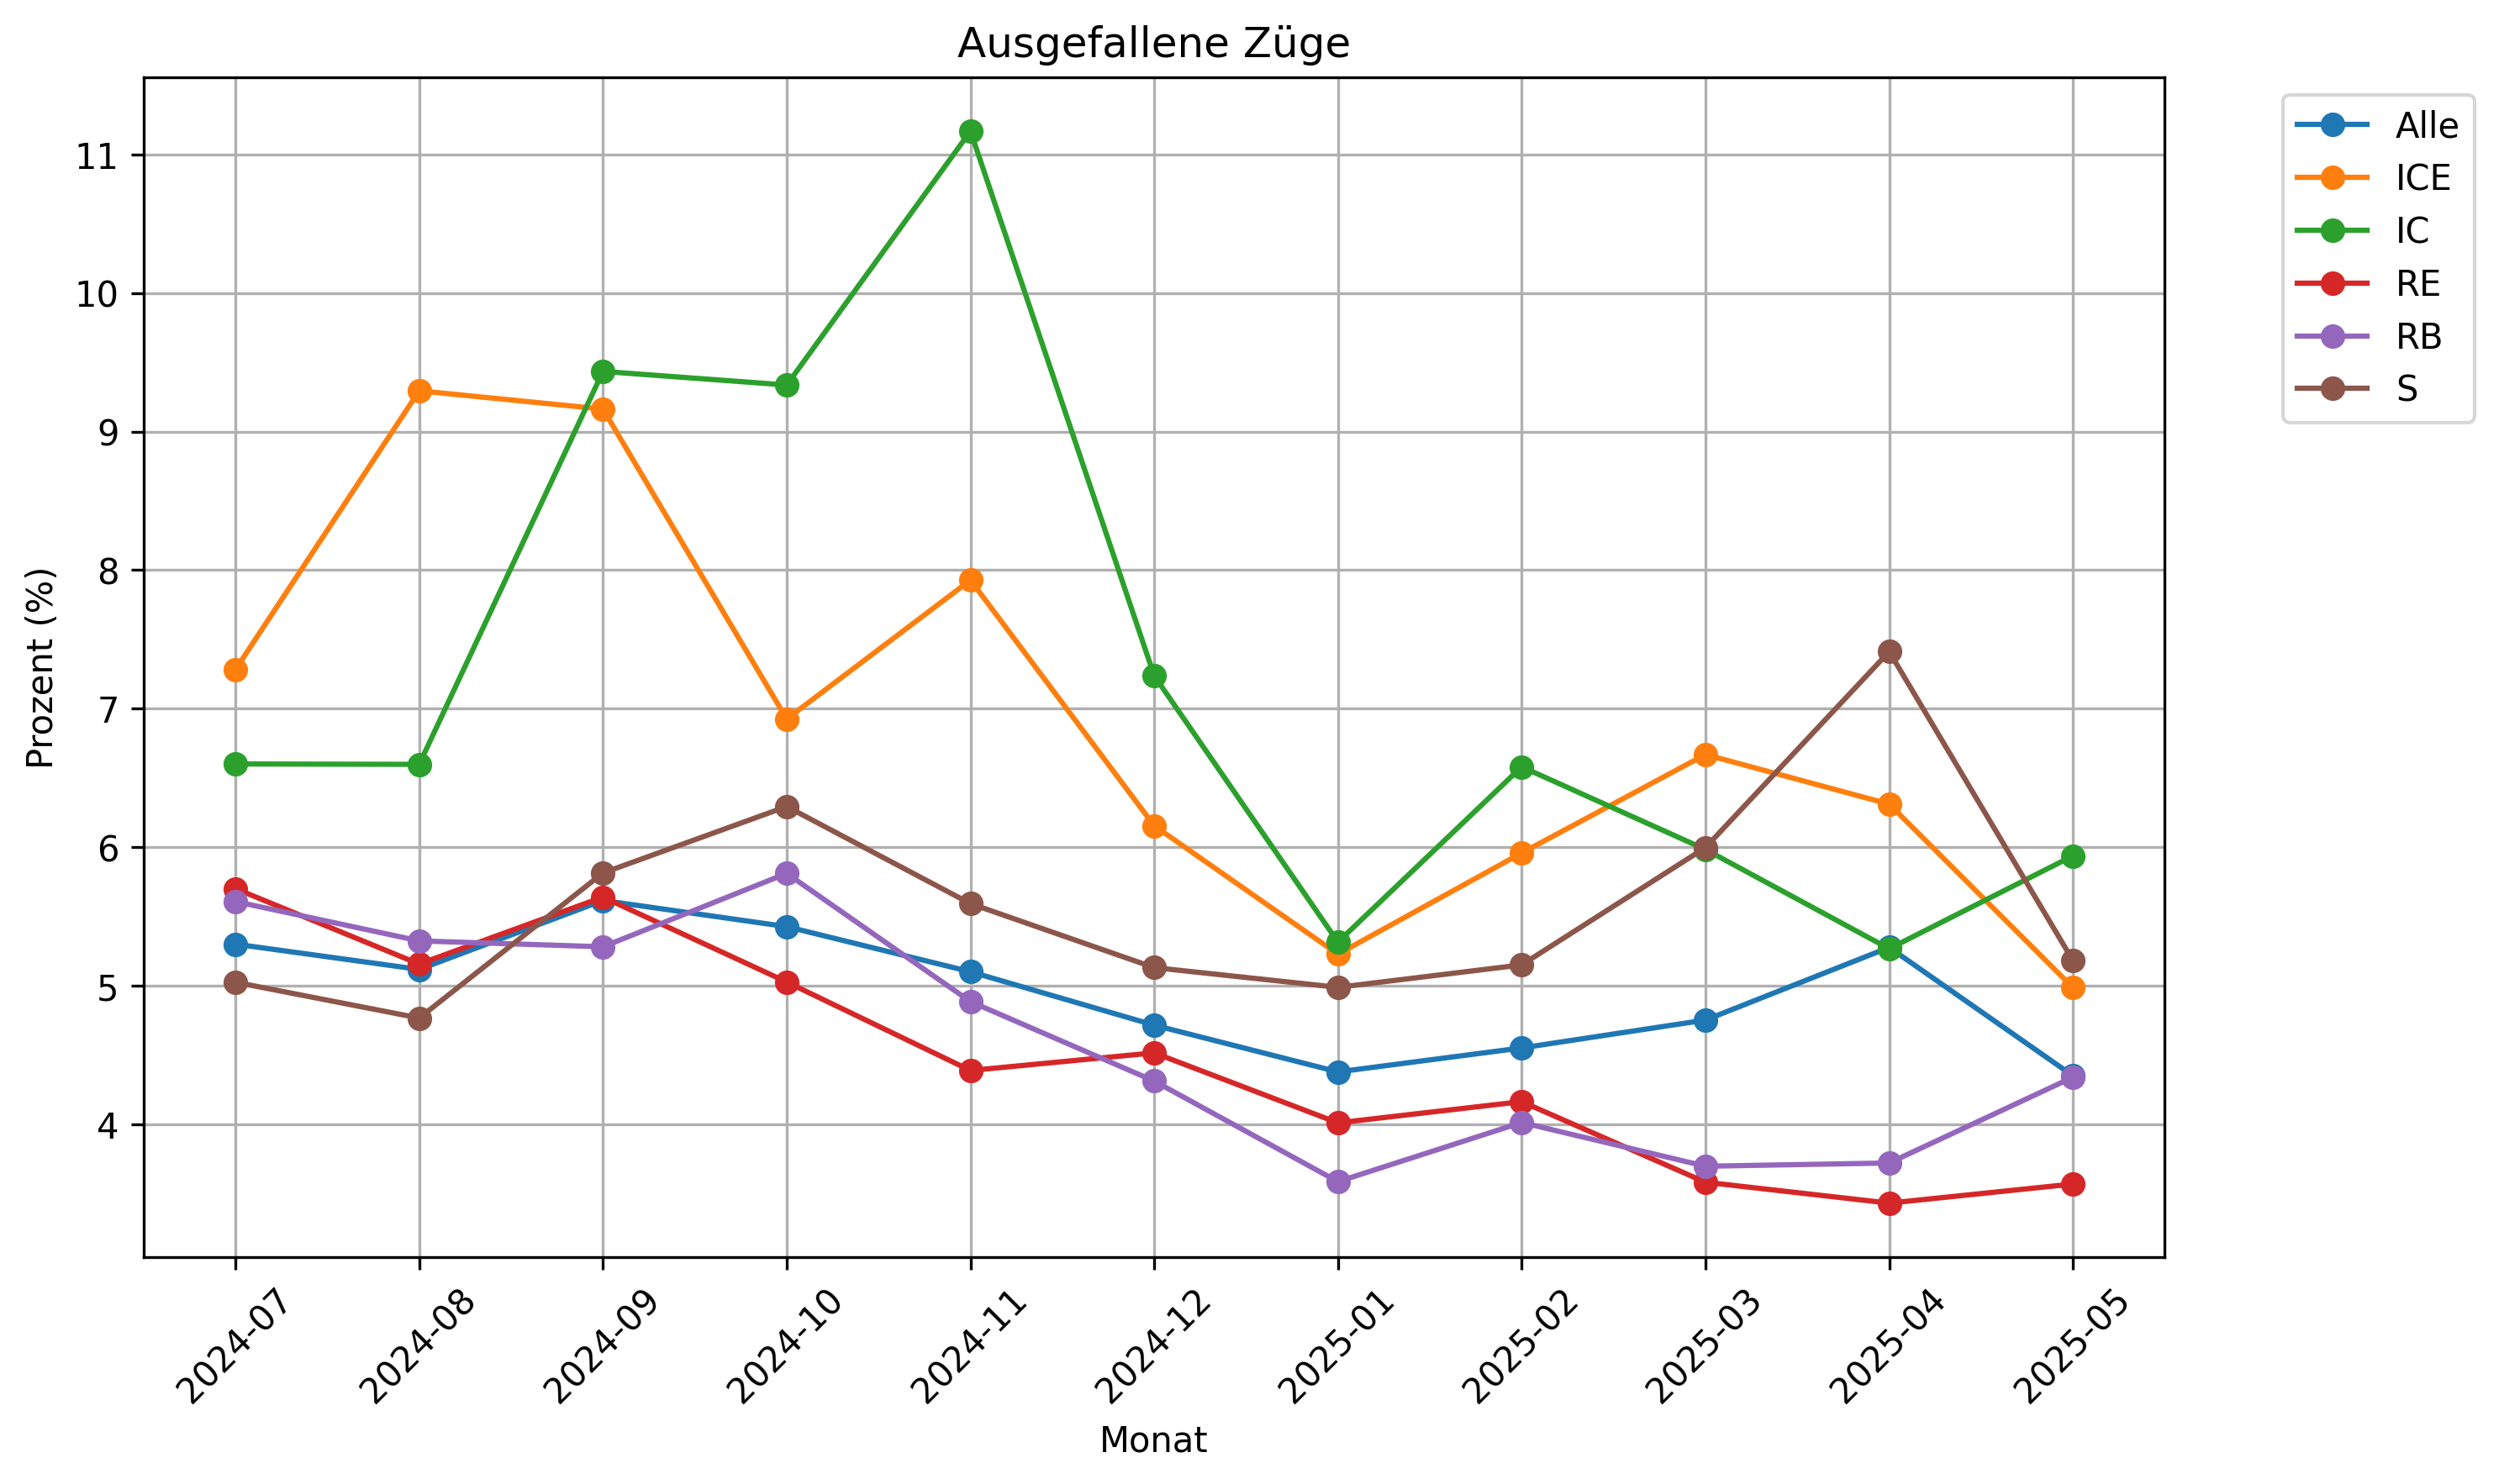 Ausgefallene Züge
Prozent (%)
11
10
9
8
7
6
5
4
2024-07
2024-08
2024-09
2024-10
2024-11
2024-12
2025-01
2025-02
2025-03
2025-04
2025-05
Monat
Alle
ICE
IC
RE
RB
S